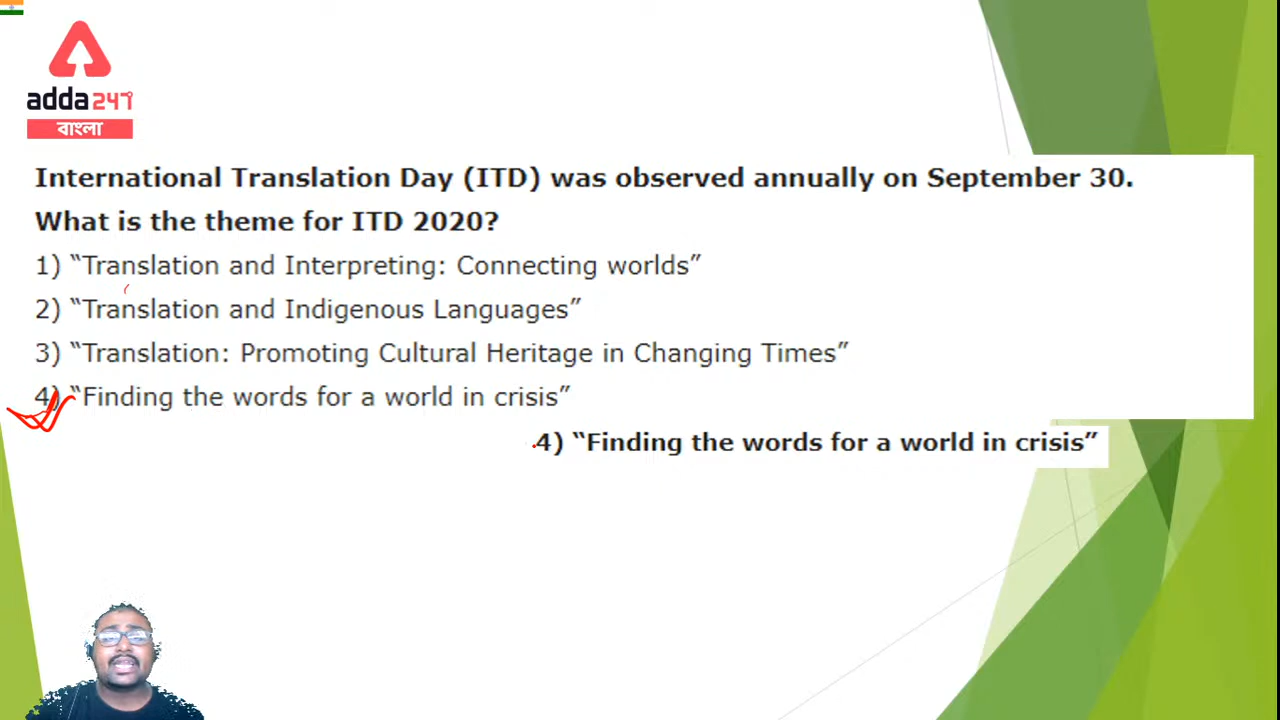 adda247
বাংলা
International Translation Day (ITD) was observed annually on September 30.
What is the theme for ITD 2020?
1) “Translation and Interpreting: Connecting worlds”
2) “Translation and Indigenous Languages”
3) “Translation: Promoting Cultural Heritage in Changing Times”
4) “Finding the words for a world in crisis”
4) “Finding the words for a world in crisis”